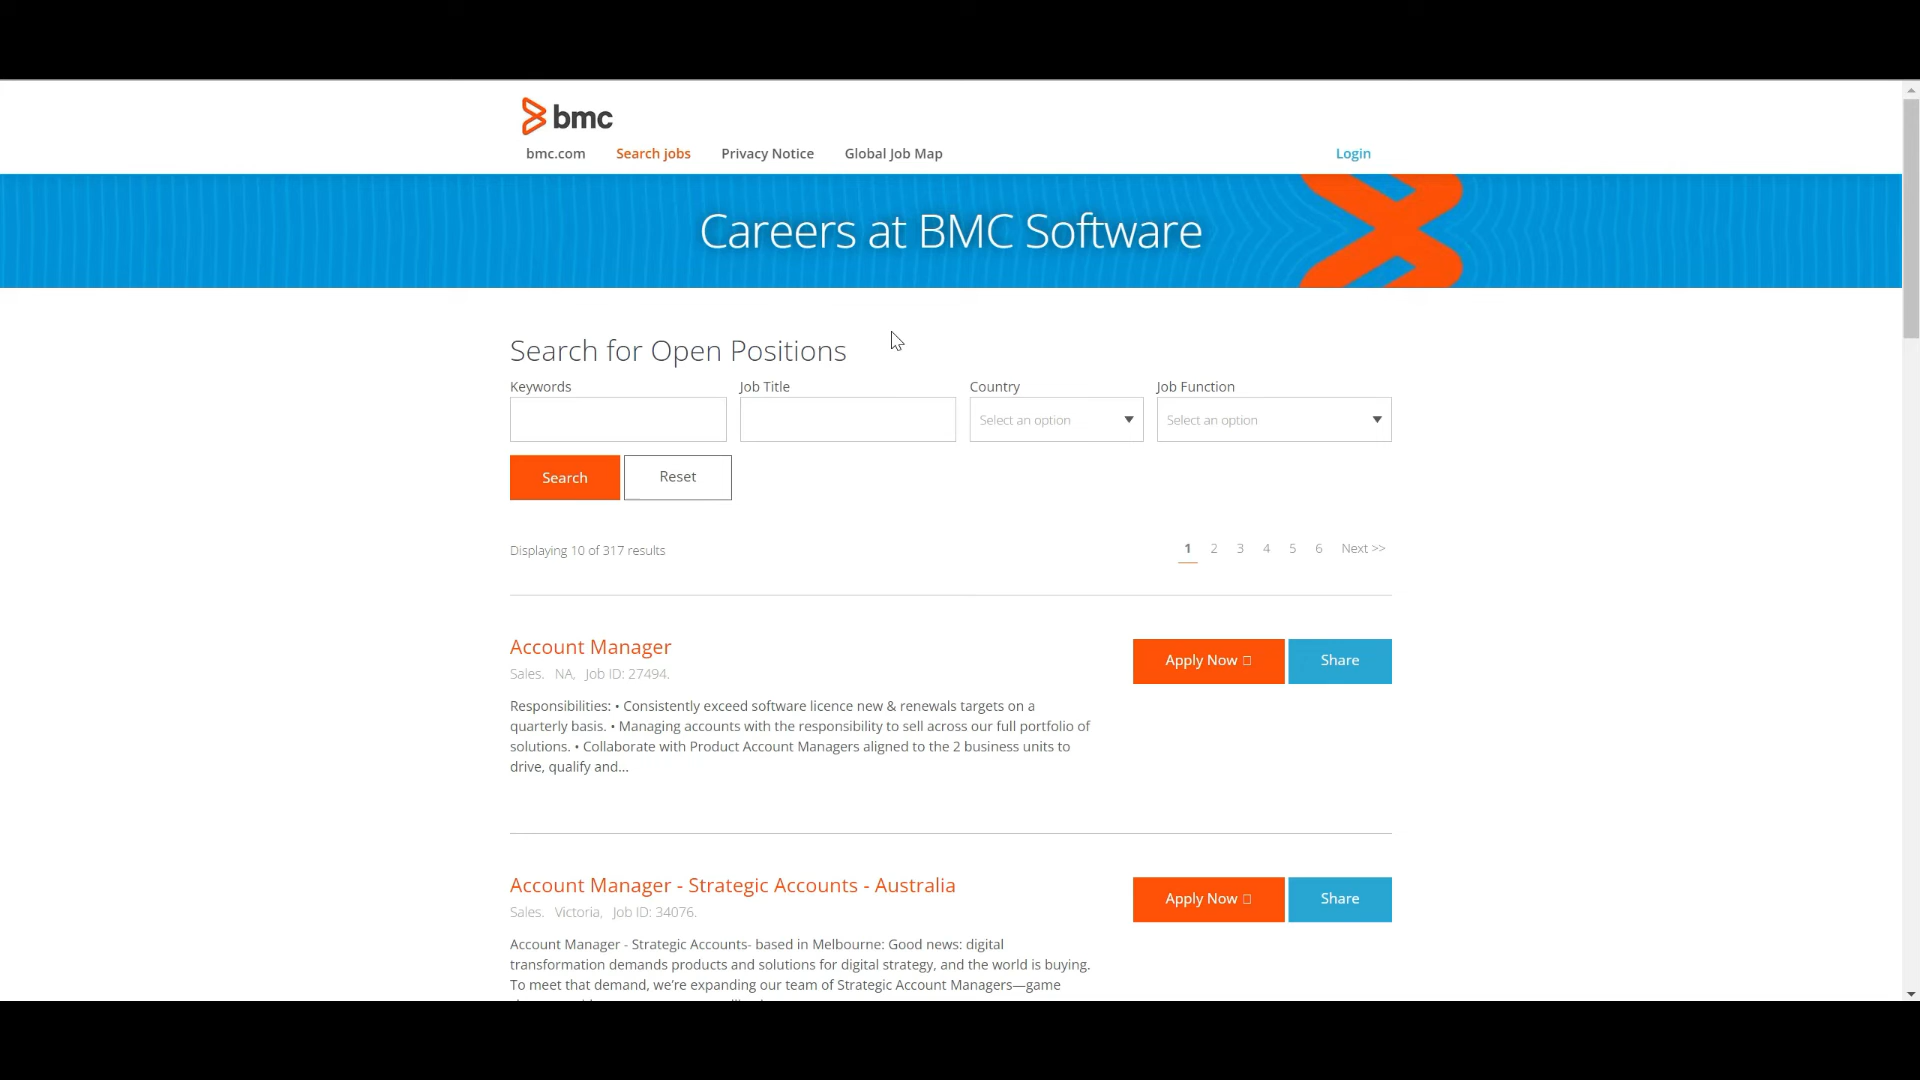 bmc
bmc.com Search jobs Privacy Notice Global Job Map Login
Careers at BMC Software
Search for Open Positions
Keywords Job Title Country Job Function
Select an option Select an option
Search Reset
Displaying 10 of 317 results 1 2 3 4 5 6 Next >>
Account Manager
Apply Now Share
Sales. NA, Job ID: 27494.
Responsibilities: • Consistently exceed software licence new & renewals targets on a
quarterly basis. • Managing accounts with the responsibility to sell across our full portfolio of
solutions. • Collaborate with Product Account Managers aligned to the 2 business units to
drive, qualify and...
Account Manager - Strategic Accounts - Australia
Apply Now Share
Sales. Victoria, Job ID: 34076.
Account Manager - Strategic Accounts- based in Melbourne: Good news: digital
transformation demands products and solutions for digital strategy, and the world is buying.
To meet that demand, we're expanding our team of Strategic Account Managers—game